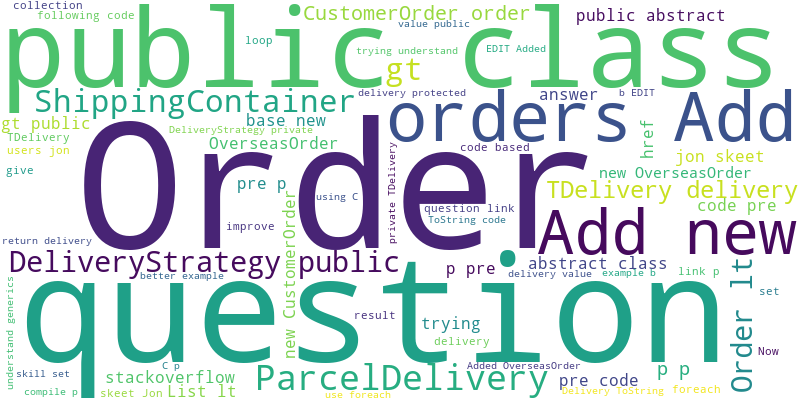 collection
following code
public class
CustomerOrder order
public abstract
value public
loop
trying understand
EDIT Added
gt
ShippingContainer
delivery protected
answer
b EDIT
orders
Add
gt public
base new
TDelivery
DeliveryStrategy private
OverseasOrder
code based
href
users jon
jon skeet
give
Order
private TDelivery
new OverseasOrder
pre p
using C
TDelivery delivery
question link
code pre
ToString code
improve
new CustomerOrder
Add new
return delivery
DeliveryStrategy public
p pre
abstract class
better example
delivery value
example b
link p
Order lt
understand generics
question
set
result
trying
delivery
Now
C p
Added OverseasOrder
skill set
stackoverflow
ParcelDelivery
pre code
p p
compile p
skeet Jon
List lt
use foreach
Delivery ToString
foreach